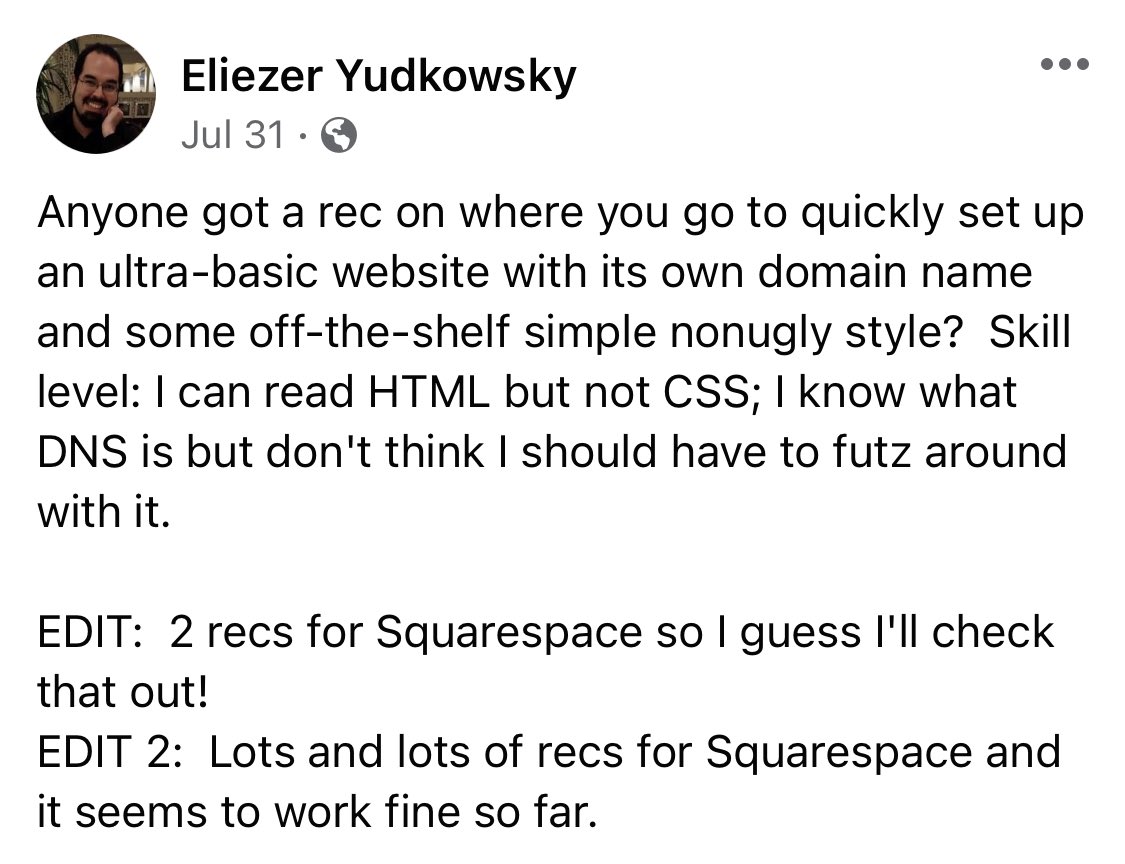 Eliezer Yudkowsky
Jul 31 ·
Anyone got a rec on where you go to quickly set up
an ultra-basic website with its own domain name
and some off-the-shelf simple nonugly style?  Skill
level: I can read HTML but not CSS; I know what
DNS is but don't think I should have to futz around
with it.
EDIT:  2 recs for Squarespace so I guess I'll check
that out!
EDIT 2:  Lots and lots of recs for Squarespace and
it seems to work fine so far.